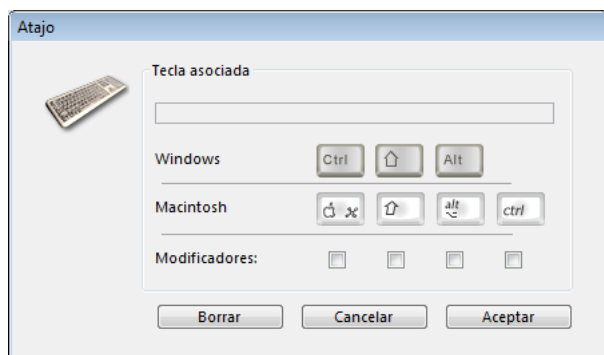 Atajo
Tecla asociada
Windows Ctrl Alt
Macintosh alt ctrl
Modificadores:
Borrar Cancelar Aceptar